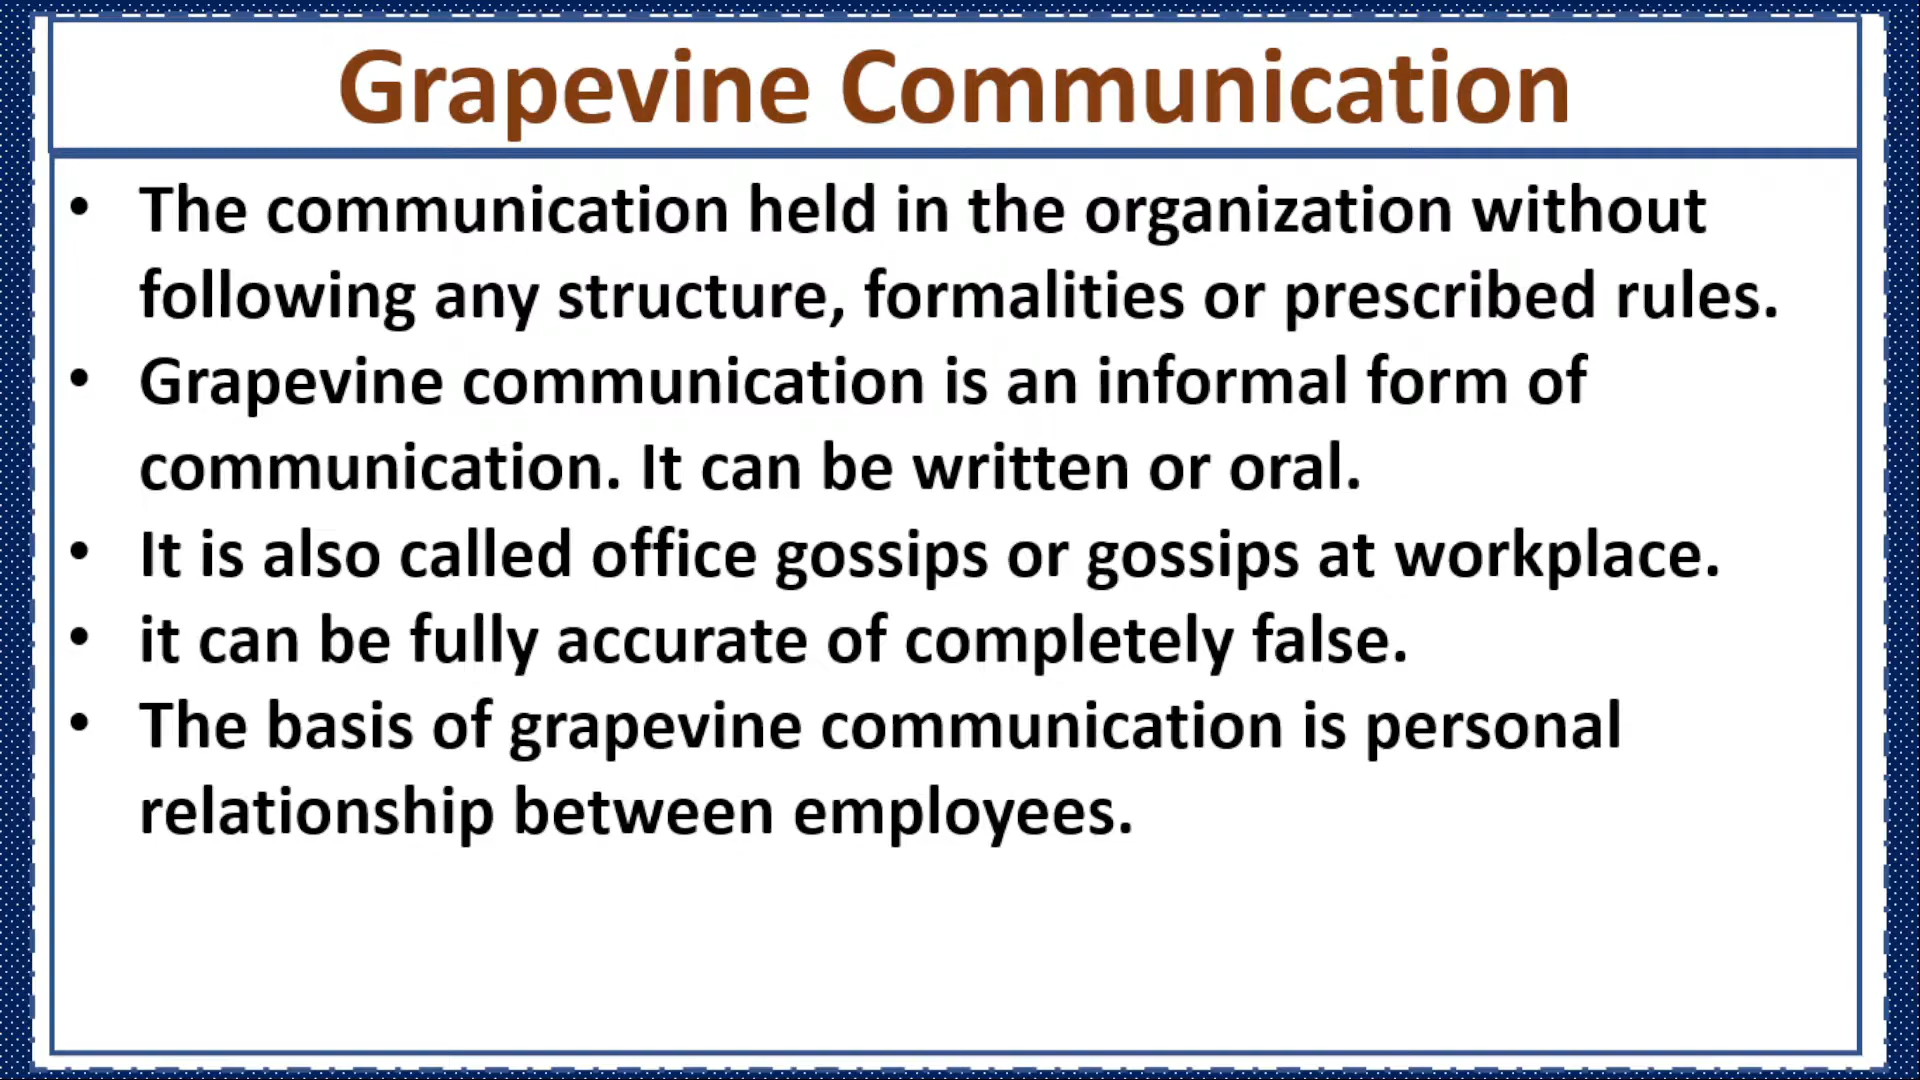 Grapevine Communication
• The communication held in the organization without
following any structure, formalities or prescribed rules.
• Grapevine communication is an informal form of
communication. It can be written or oral.
• It is also called office gossips or gossips at workplace.
• it can be fully accurate of completely false.
• The basis of grapevine communication is personal
relationship between employees.